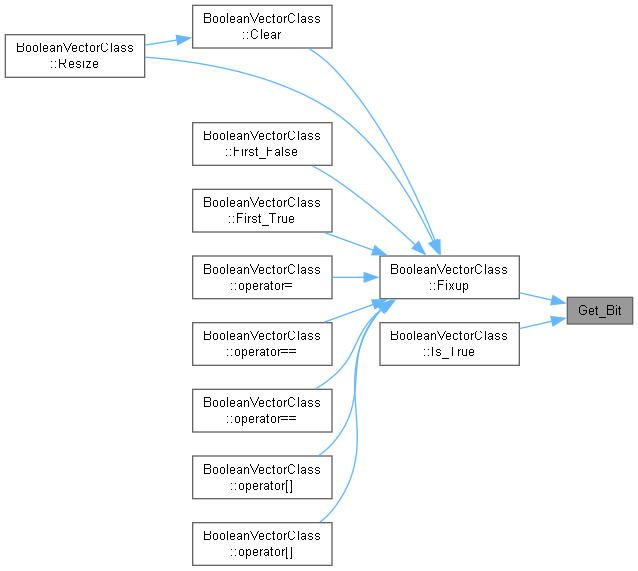 BooleanVectorClass
::Clear
BooleanVectorClass
::Resize
BooleanVectorClass
::First_False
BooleanVectorClass
::First_True
BooleanVectorClass
::operator=
BooleanVectorClass
::Fixup
Get_Bit
BooleanVectorClass
::operator==
BooleanVectorClass
::Is_True
BooleanVectorClass
::operator==
BooleanVectorClass
::operator[]
BooleanVectorClass
::operator[]